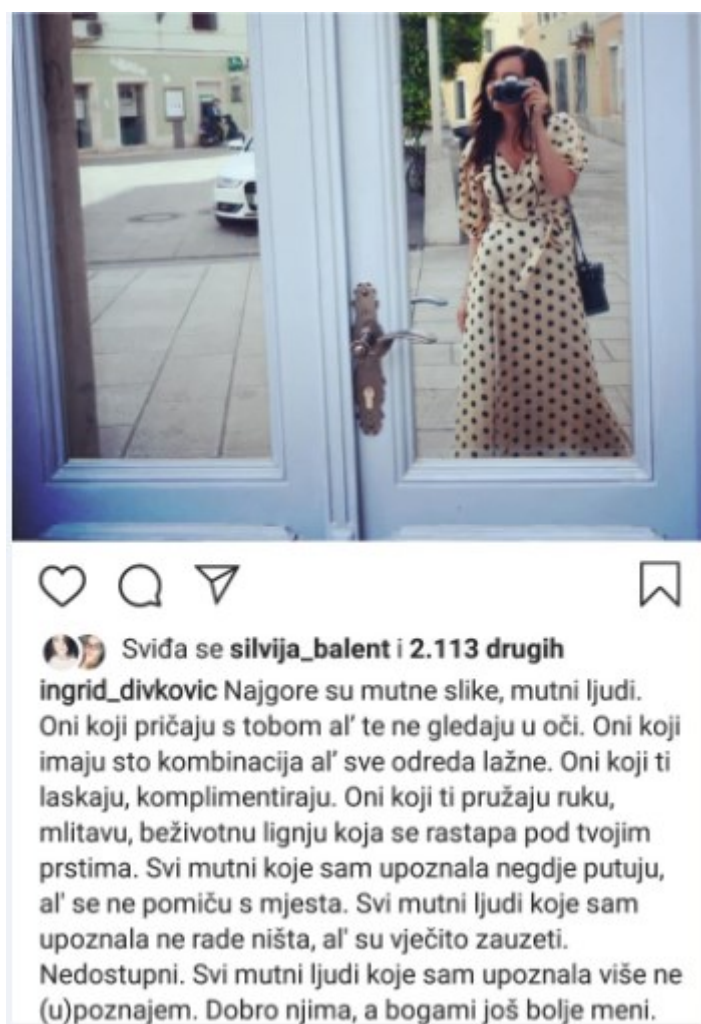 Sviđa se silvija_balent i 2.113 drugih
ingrid_divkovic Najgore su mutne slike, mutni ljudi.
Oni koji pričaju s tobom al' te ne gledaju u oči. Oni koji
imaju sto kombinacija al' sve odreda lažne. Oni koji ti
laskaju, komplimentiraju. Oni koji ti pružaju ruku,
mlitavu, beživotnu lignju koja se rastapa pod tvojim
prstima. Svi mutni koje sam upoznala negdje putuju,
al' se ne pomiču s mjesta. Svi mutni ljudi koje sam
upoznala ne rade ništa, al' su vječito zauzeti.
Nedostupni. Svi mutni ljudi koje sam upoznala više ne
(u)poznajem. Dobro njima, a bogami još bolje meni.